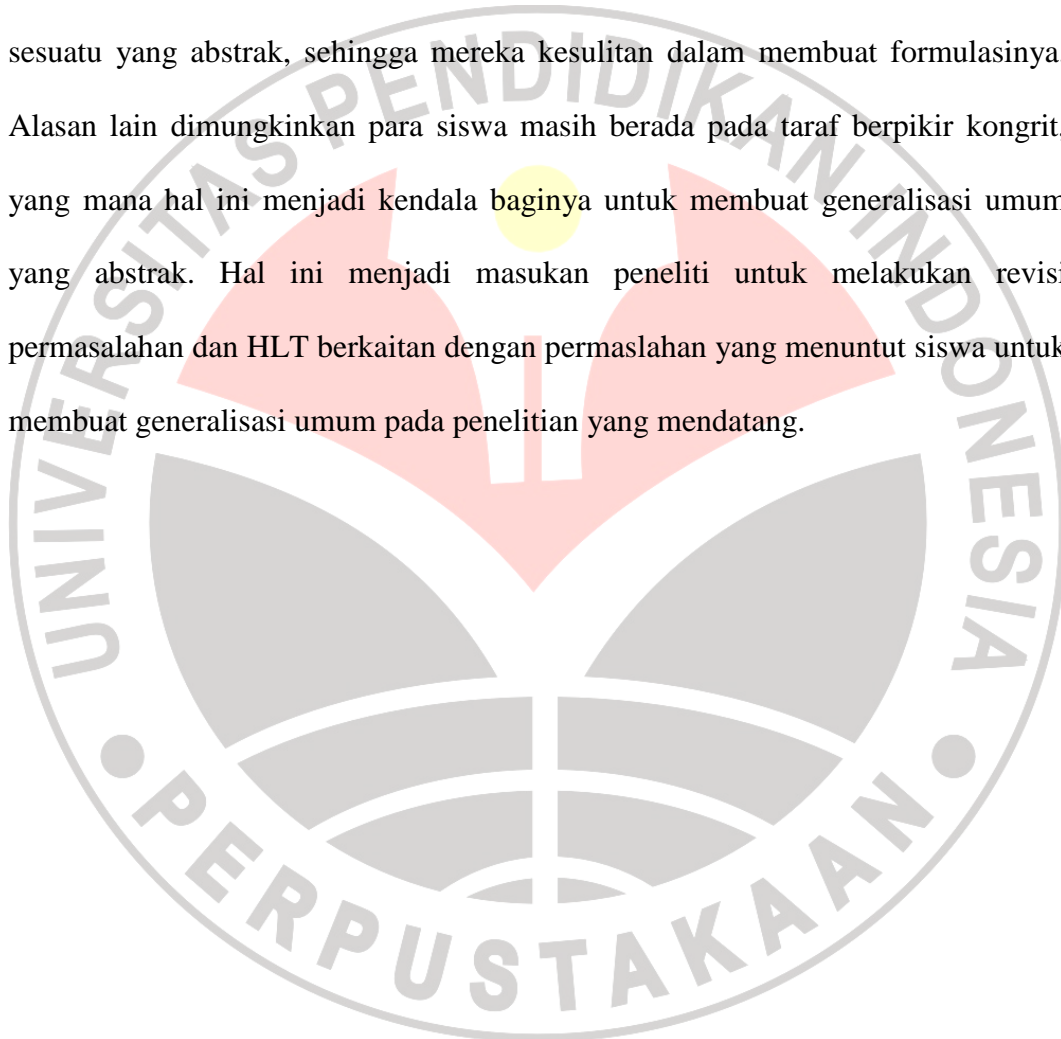 sesuatu yang abstrak, sehingga mereka kesulitan dalam membuat formulasinya.
Alasan lain dimungkinkan para siswa masih berada pada taraf berpikir kongrit,
yang mana hal ini menjadi kendala baginya untuk membuat generalisasi umum
yang abstrak. Hal ini menjadi masukan peneliti untuk melakukan revisi
permasalahan dan HLT berkaitan dengan permaslahan yang menuntut siswa untuk
membuat generalisasi umum pada penelitian yang mendatang.
UNIVERSITAS PENDIDIKAN INDONESIA
PERPUSTAKAAN